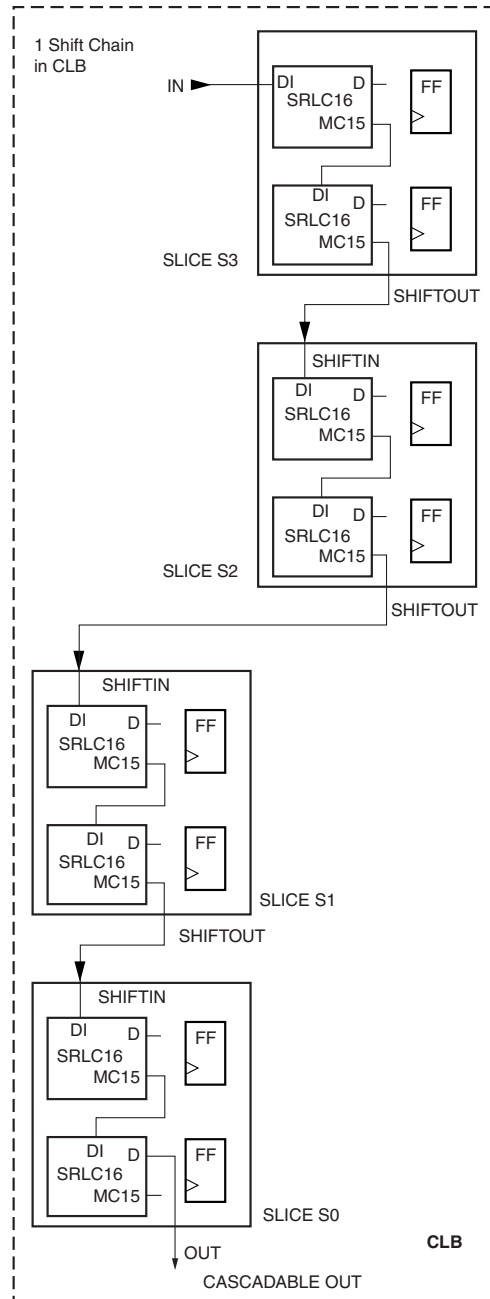 1 Shift Chain
in CLB
IN
DI
D
SRLC16
MC15
FF
DI
D
SRLC16
MC15
FF
SLICE S3
SHIFTOUT
SHIFTIN
DI
D
SRLC16
MC15
FF
DI
D
SRLC16
MC15
FF
SLICE S2
SHIFTOUT
SHIFTIN
DI
D
SRLC16
MC15
FF
DI
D
SRLC16
MC15
FF
SLICE S1
SHIFTOUT
SHIFTIN
DI
D
SRLC16
MC15
FF
DI
D
SRLC16
MC15
FF
SLICE S0
OUT
CLB
CASCADABLE OUT